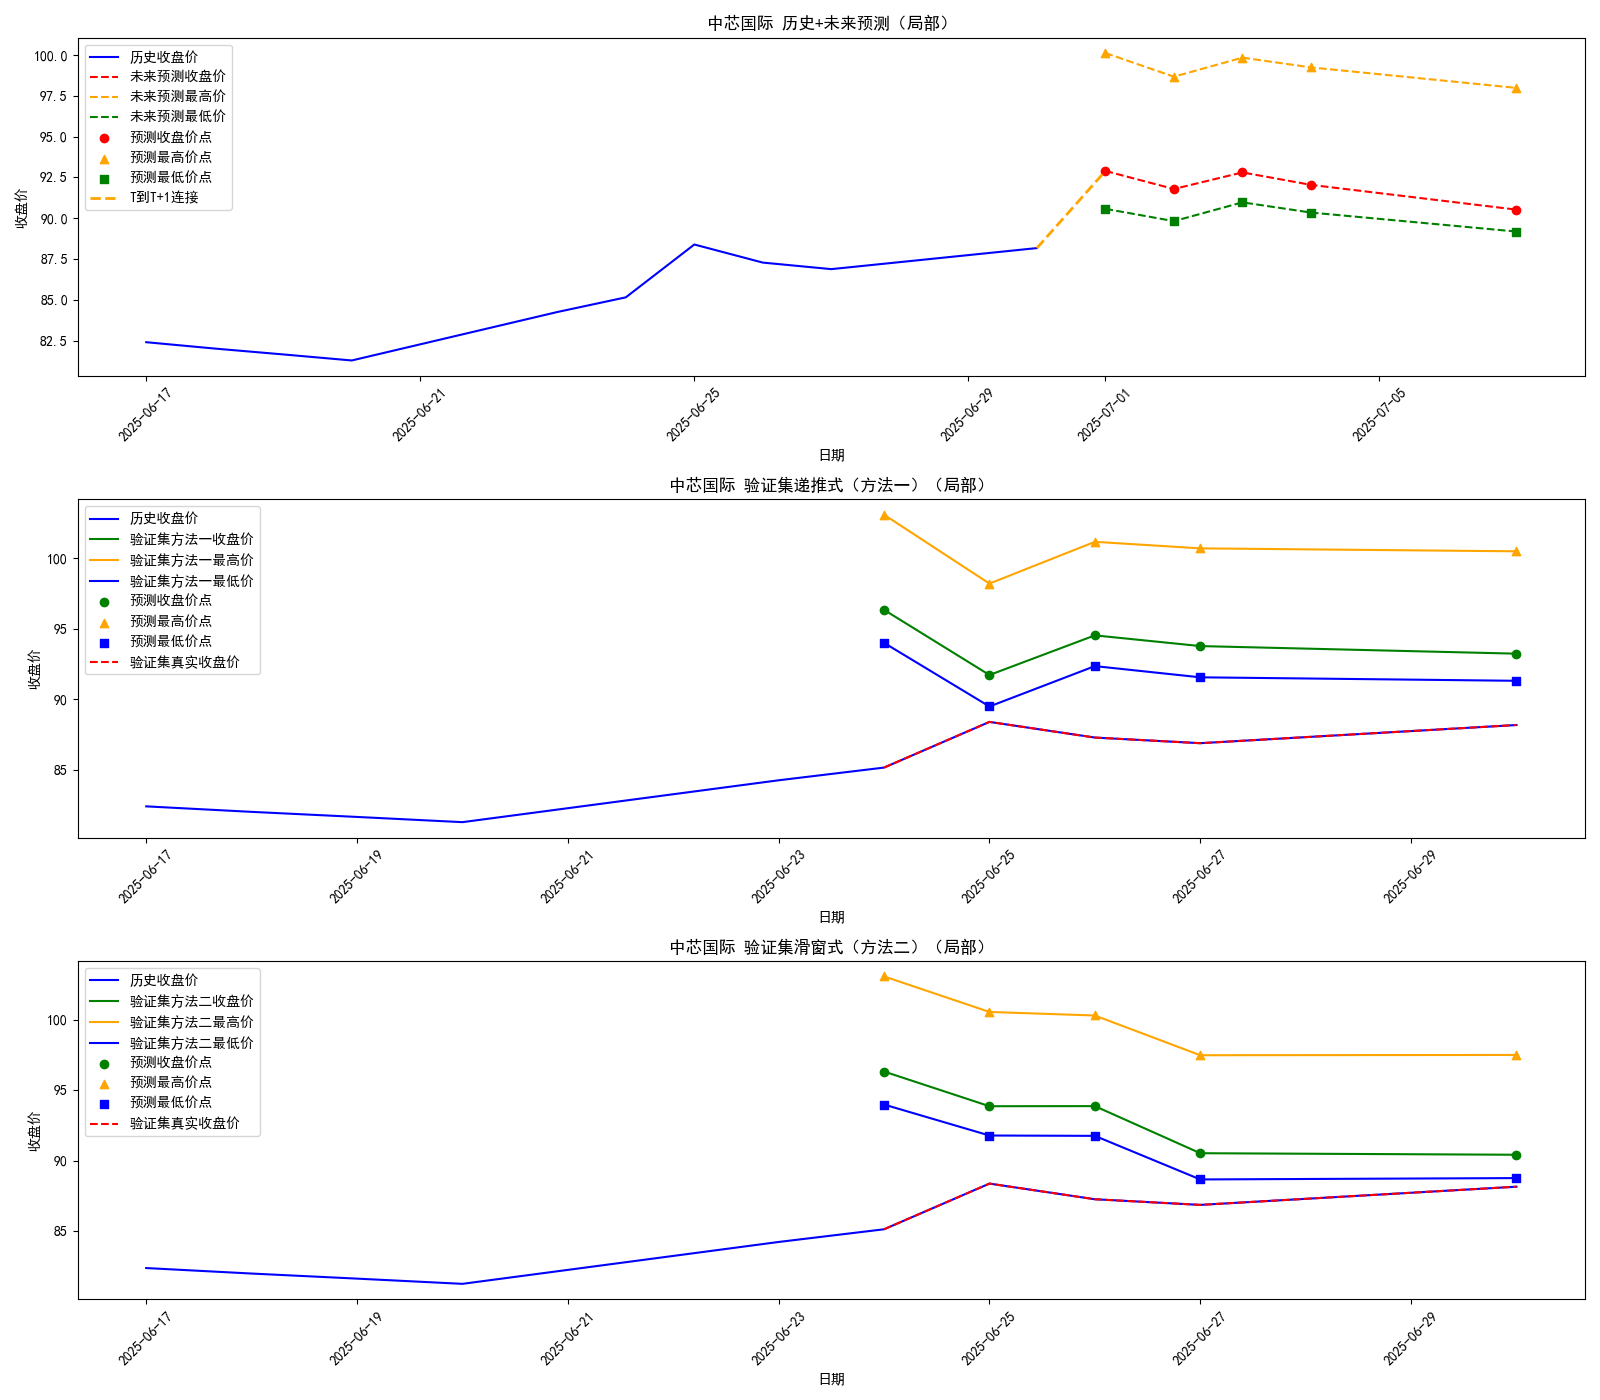 中芯国际 历史+未来预测（局部）
100.0
97.5
95.0
92.5
90.0
87.5
85.0
82.5
收盘价
历史收盘价
未来预测收盘价
未来预测最高价
未来预测最低价
预测收盘价点
预测最高价点
预测最低价点
T到T+1连接
2025-06-17
2025-06-21
2025-06-25
2025-06-29
2025-07-01
2025-07-05
日期
中芯国际 验证集递推式（方法一）（局部）
100
95
90
85
收盘价
历史收盘价
验证集方法一收盘价
验证集方法一最高价
验证集方法一最低价
预测收盘价点
预测最高价点
预测最低价点
验证集真实收盘价
2025-06-17
2025-06-19
2025-06-21
2025-06-23
2025-06-25
2025-06-27
2025-06-29
日期
中芯国际 验证集滑窗式（方法二）（局部）
100
95
90
85
收盘价
历史收盘价
验证集方法二收盘价
验证集方法二最高价
验证集方法二最低价
预测收盘价点
预测最高价点
预测最低价点
验证集真实收盘价
2025-06-17
2025-06-19
2025-06-21
2025-06-23
2025-06-25
2025-06-27
2025-06-29
日期